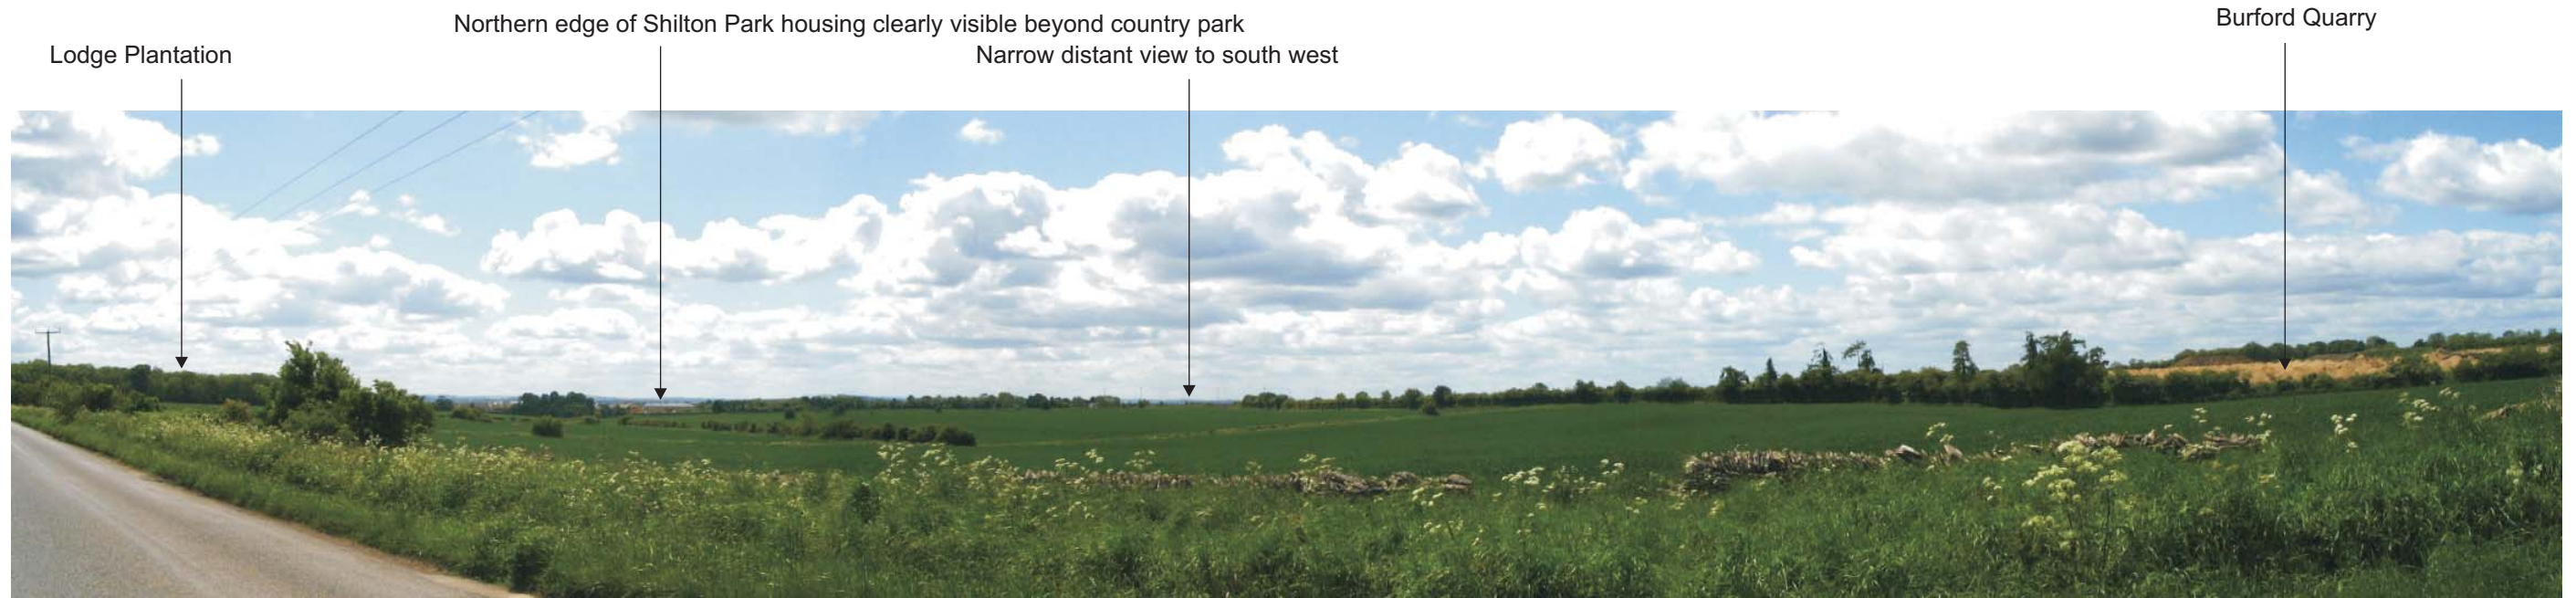 Northern edge of Shilton Park housing clearly visible beyond country park
Burford Quarry
Lodge Plantation
Narrow distant view to south west